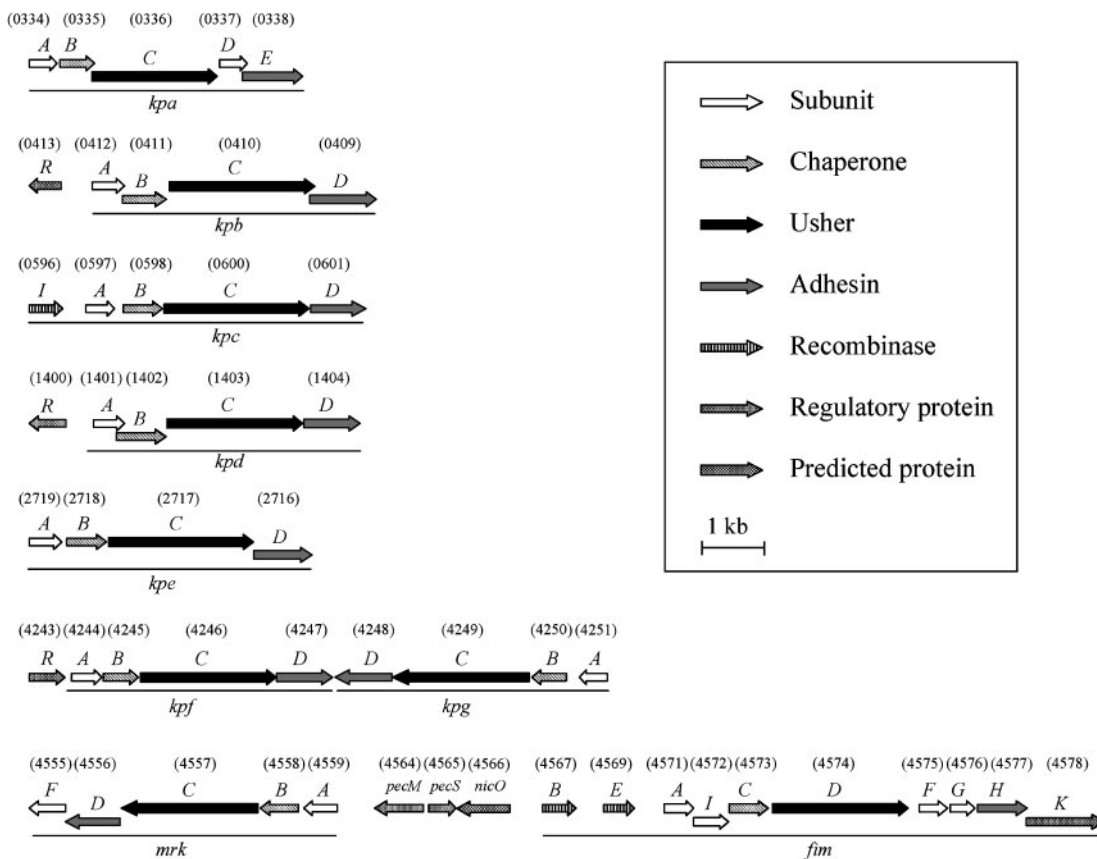 (0334) (0335) (0336) (0337) (0338)
A B C D E
kpa
(0413) (0412) (0411) (0410) (0409)
R A B C D
kpb
(0596) (0597) (0598) (0600) (0601)
I A B C D
kpc
(1400) (1401) (1402) (1403) (1404)
R A B C D
kpd
(2719) (2718) (2717) (2716)
A B C D
kpe
(4243) (4244) (4245) (4246) (4247) (4248) (4249) (4250) (4251)
R A B C D D C B A
kpf kpg
(4555) (4556) (4557) (4558) (4559) (4564) (4565) (4566) (4567) (4569) (4571) (4572) (4573) (4574) (4575) (4576) (4577) (4578)
F D C B A pecM pecS nicO B E A I C D F G H K
mrk fim
Subunit
Chaperone
Usher
Adhesin
Recombinase
Regulatory protein
Predicted protein
1 kb